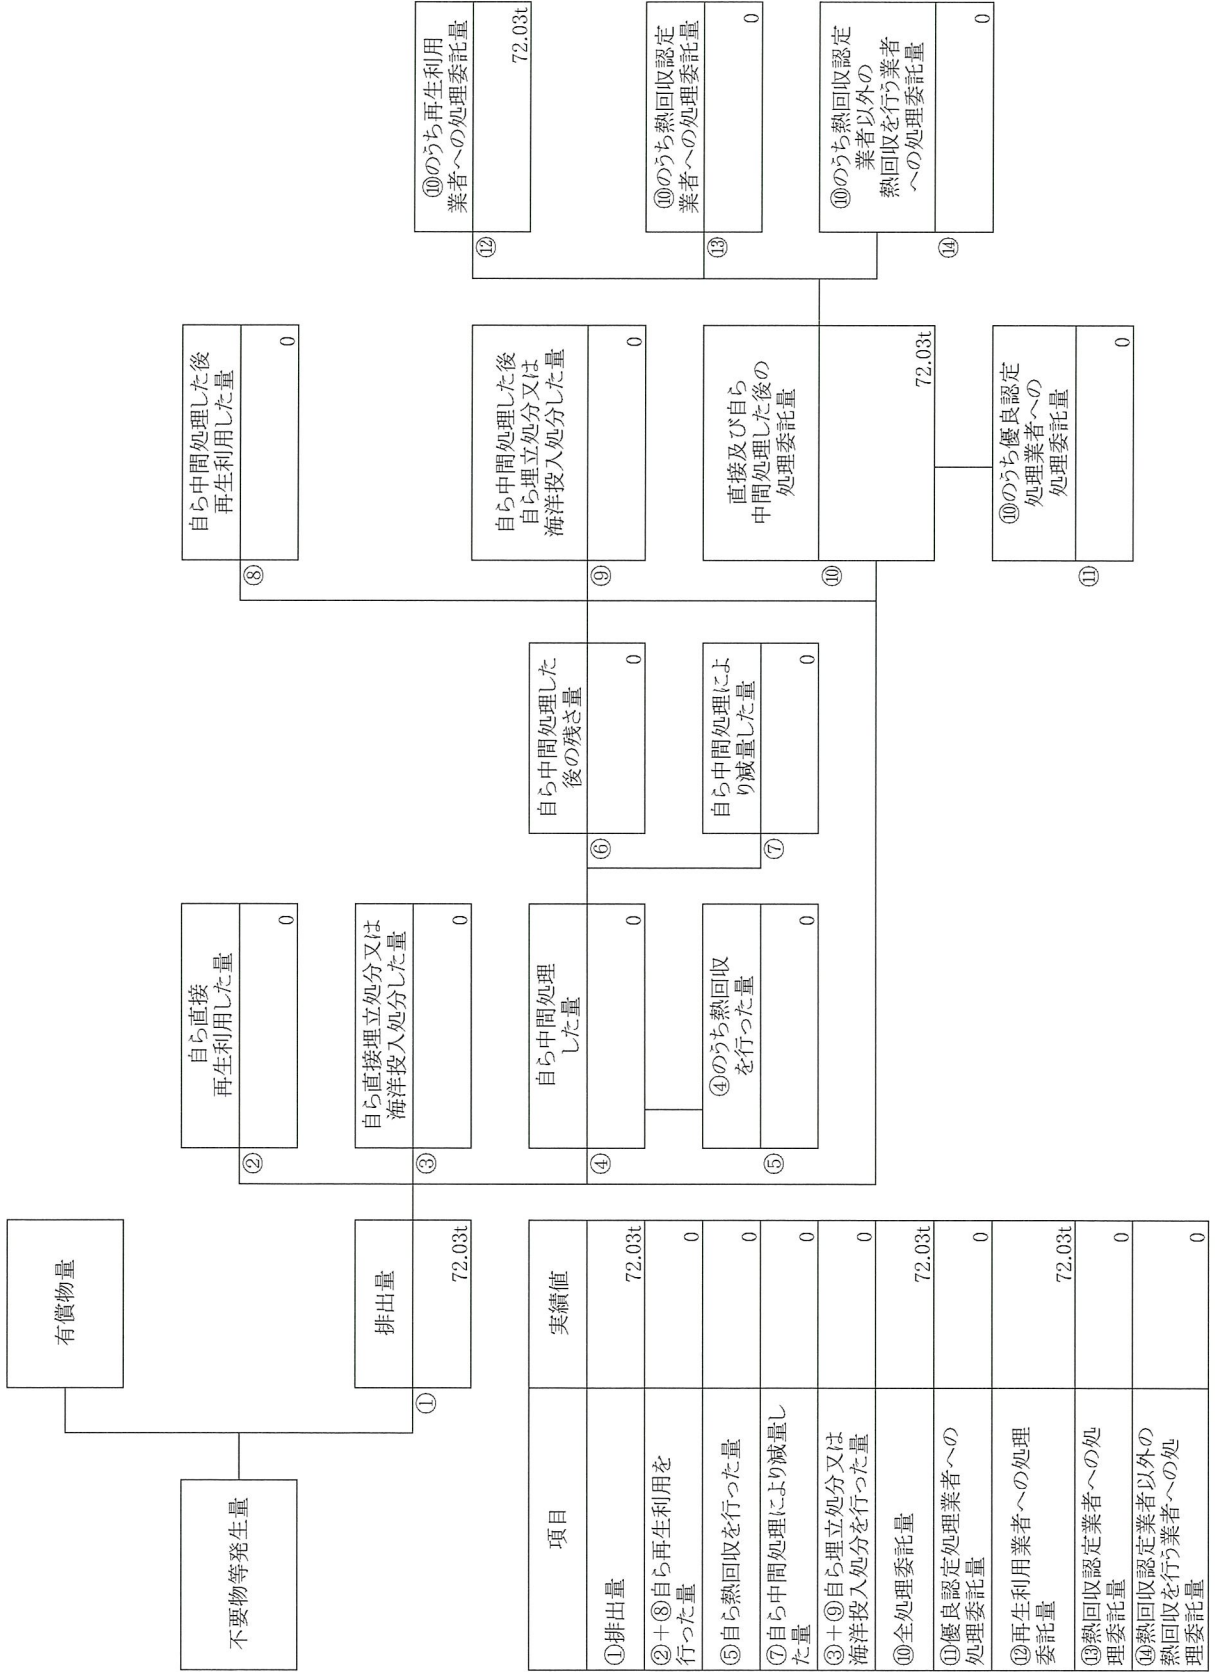 不要物等発生量
有償物量
排出量
①
72.03t
自ら直接
再生利用した量
②
0
自ら直接埋立処分又は
海洋投入処分した量
③
0
自ら中間処理
した量
④
0
④のうち熱回収
を行った量
⑤
0
自ら中間処理した
後の残さ量
⑥
0
自ら中間処理によ
り減量した量
⑦
0
自ら中間処理した後
再生利用した量
⑧
0
自ら中間処理した後
自ら埋立処分又は
海洋投入処分した量
⑨
0
直接及び自ら
中間処理した後の
処理委託量
⑩
72.03t
⑩のうち優良認定
処理業者への
処理委託量
⑪
0
⑩のうち再生利用
業者への処理委託量
⑫
72.03t
⑩のうち熱回収認定
業者への処理委託量
⑬
0
⑩のうち熱回収認定
業者以外の
熱回収を行う業者
への処理委託量
⑭
0
項目 実績値
①排出量 72.03t
②+⑧自ら再生利用を
行った量 0
⑤自ら熱回収を行った量 0
⑦自ら中間処理により減量し
た量 0
③+⑨自ら埋立処分又は
海洋投入処分を行った量 0
⑩全処理委託量 72.03t
⑪優良認定処理業者への
処理委託量 0
⑫再生利用業者への処理
委託量 72.03t
⑬熱回収認定業者への処
理委託量 0
⑭熱回収認定業者以外の
熱回収を行う業者への処
理委託量 0